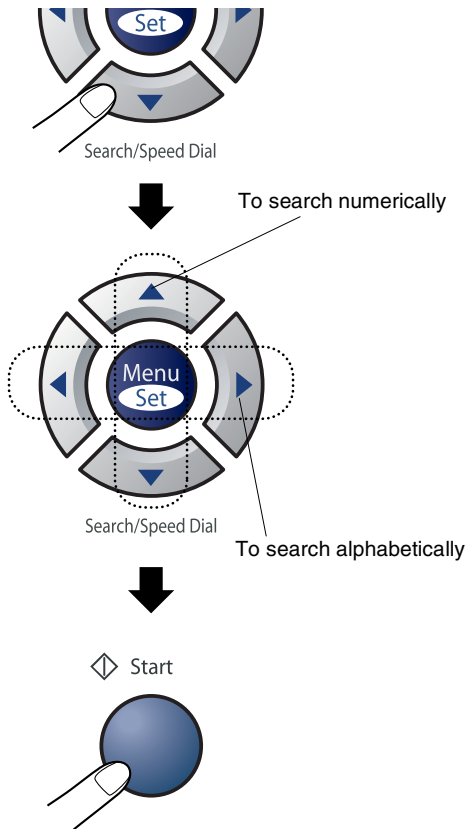 Set
Search/Speed Dial
To search numerically
Menu
Set
Search/Speed Dial
To search alphabetically
Start